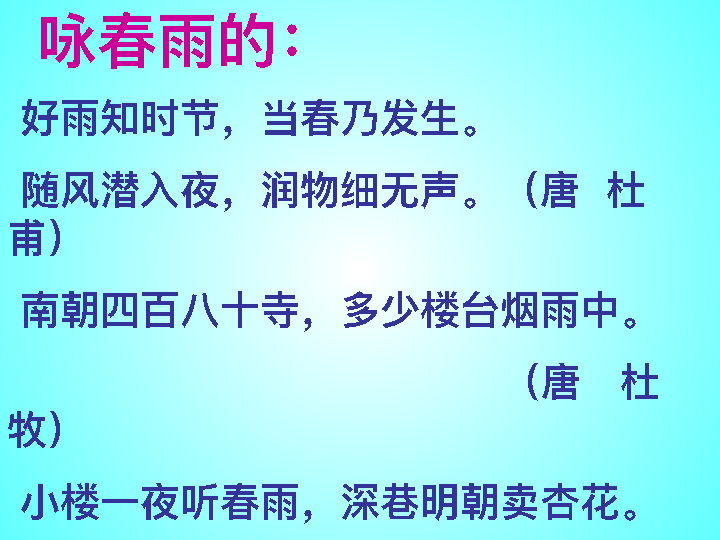 咏春雨的：
好雨知时节，当春乃发生。
随风潜入夜，润物细无声。（唐 杜
甫）
南朝四百八十寺，多少楼台烟雨中。
（唐 杜
牧）
小楼一夜听春雨，深巷明朝卖杏花。